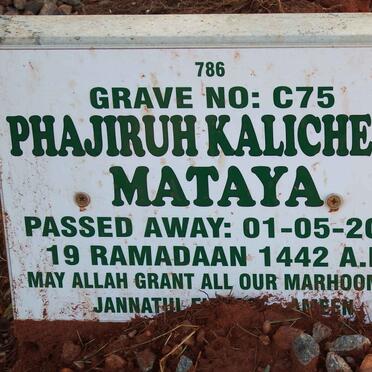 786
GRAVE NO: C75
PHAJIRUH KALICHE
MATAYA
PASSED AWAY: 01-05-20
19 RAMADAAN 1442 A.
MAY ALLAH GRANT ALL OUR MARHOO
JANNATHL